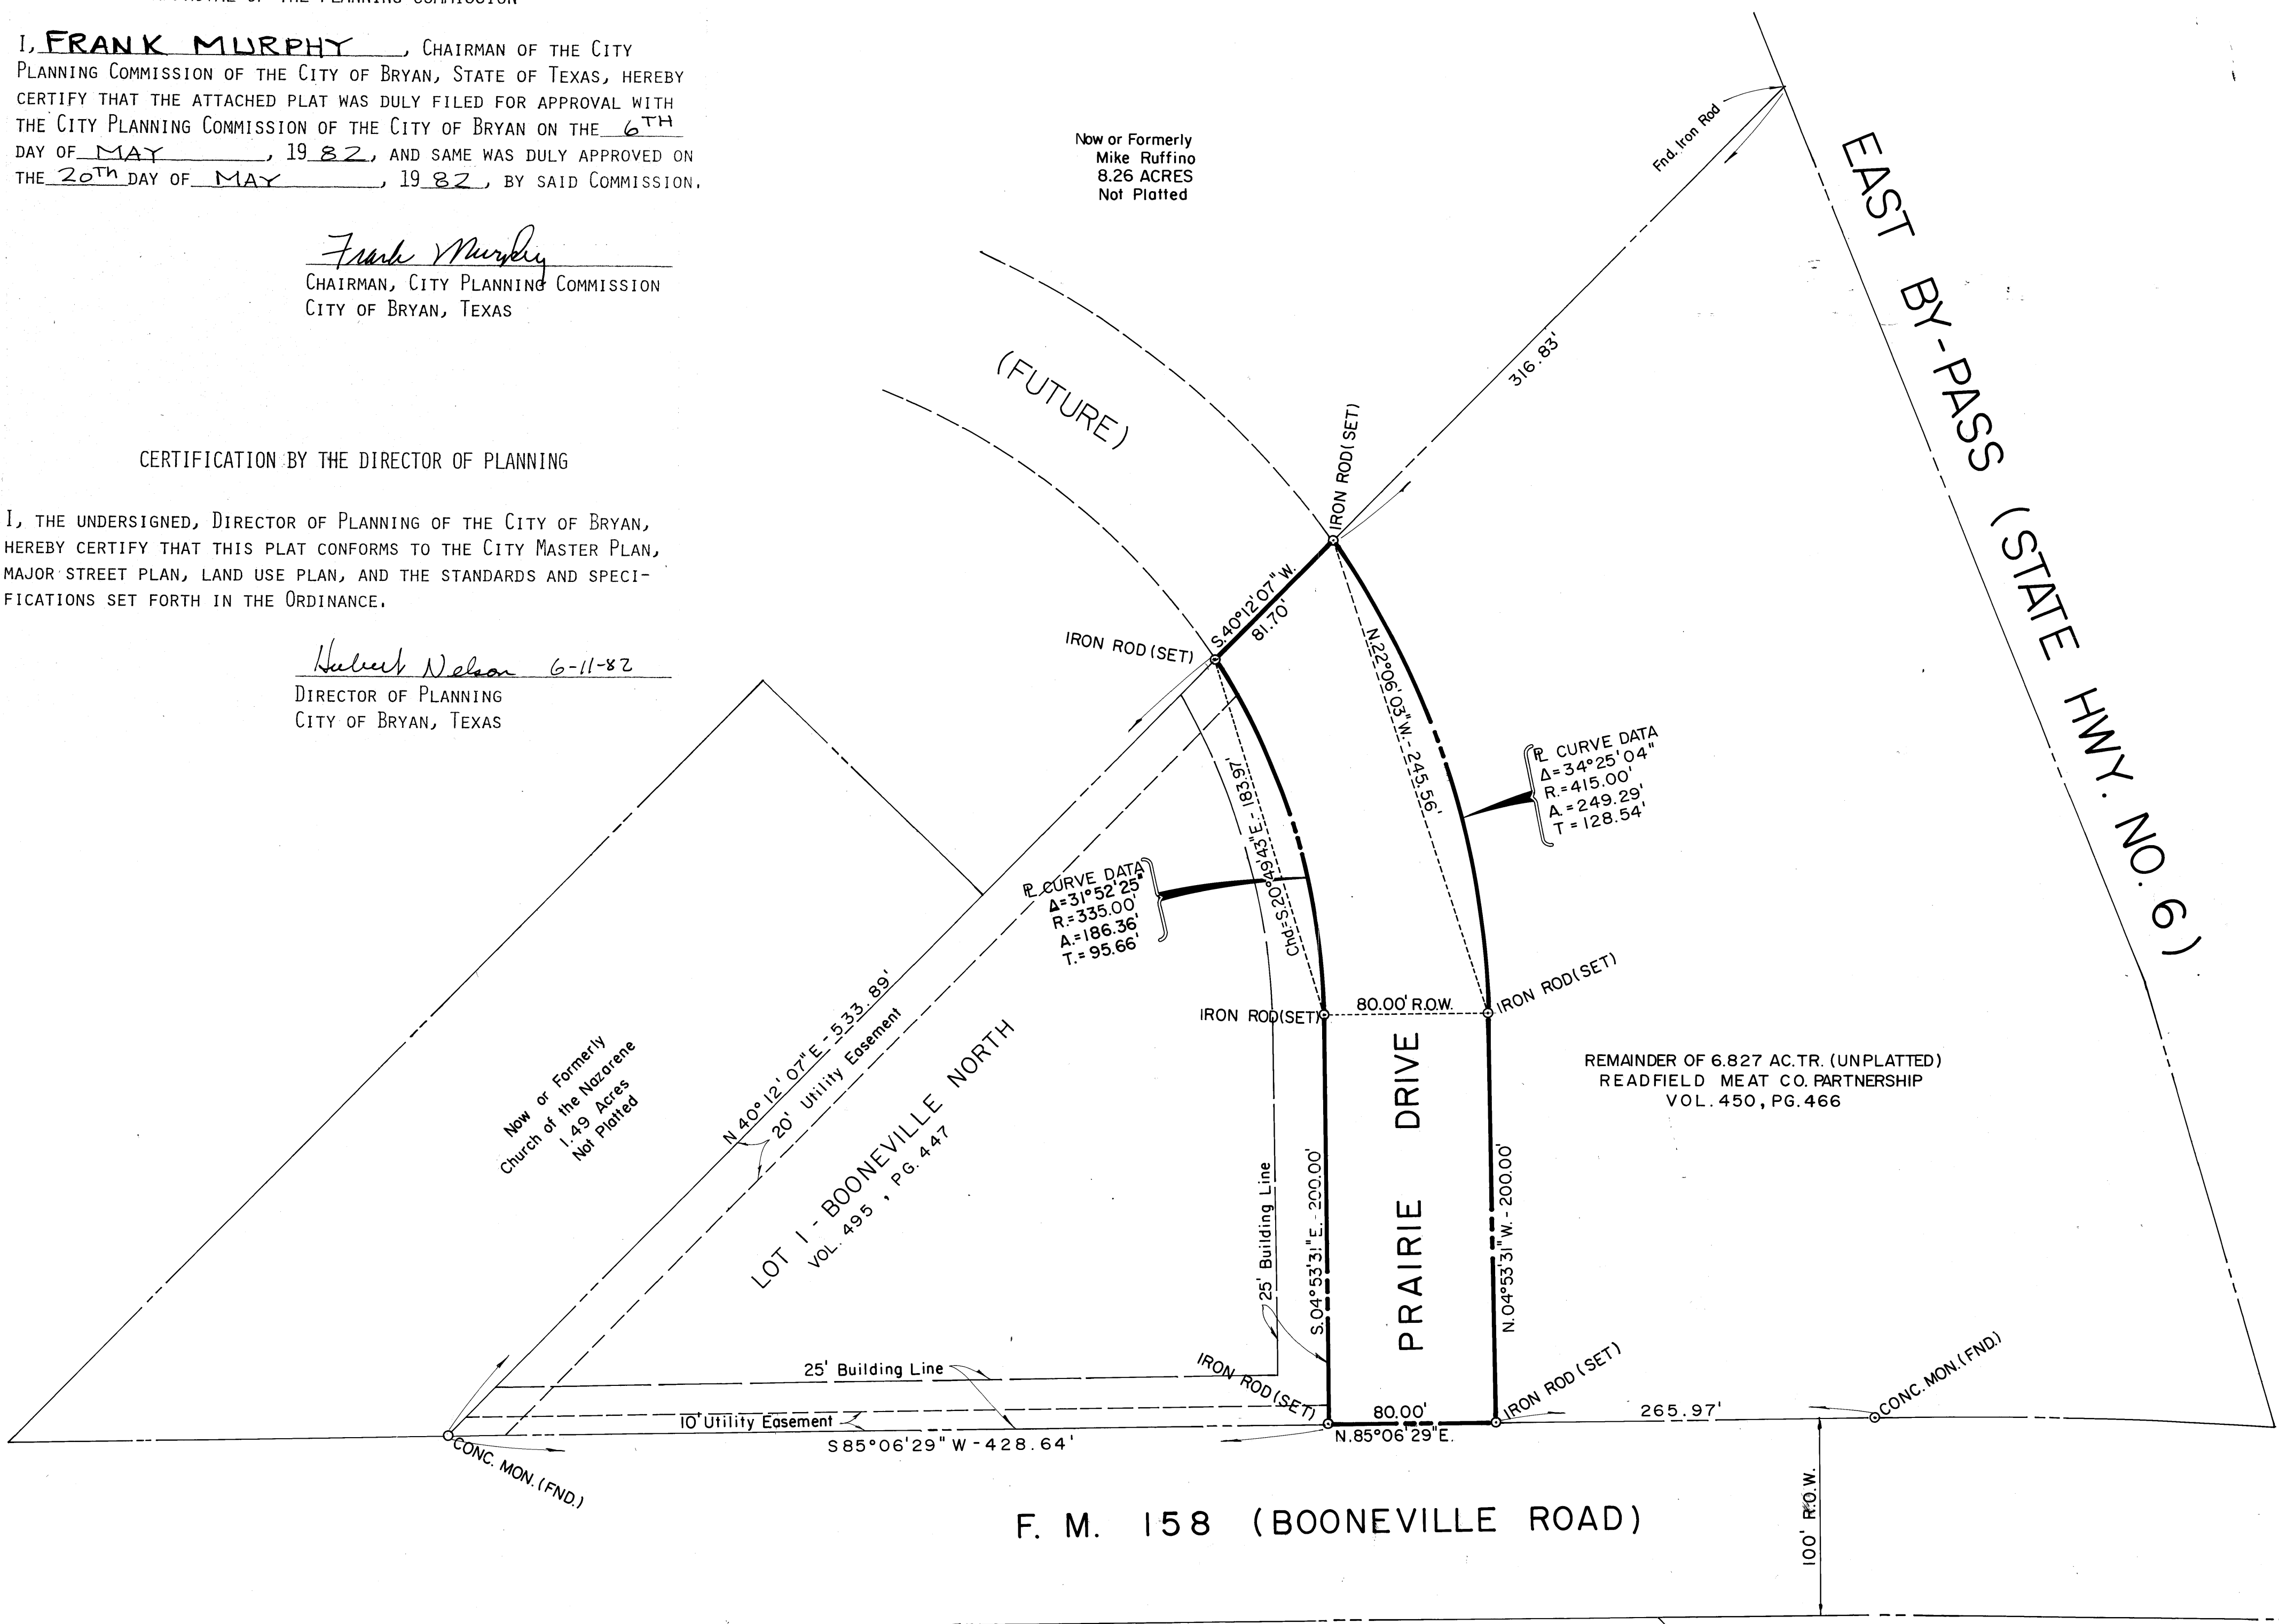 I, FRANK MURPHY, CHAIRMAN OF THE CITY
PLANNING COMMISSION OF THE CITY OF BRYAN, STATE OF TEXAS, HEREBY
CERTIFY THAT THE ATTACHED PLAT WAS DULY FILED FOR APPROVAL WITH
THE CITY PLANNING COMMISSION OF THE CITY OF BRYAN ON THE 6TH
DAY OF MAY, 1982, AND SAME WAS DULY APPROVED ON
THE 20Th DAY OF MAY, 1982, BY SAID COMMISSION.
Frank Murphy
CHAIRMAN, CITY PLANNING COMMISSION
CITY OF BRYAN, TEXAS
CERTIFICATION BY THE DIRECTOR OF PLANNING
I, THE UNDERSIGNED, DIRECTOR OF PLANNING OF THE CITY OF BRYAN,
HEREBY CERTIFY THAT THIS PLAT CONFORMS TO THE CITY MASTER PLAN,
MAJOR STREET PLAN, LAND USE PLAN, AND THE STANDARDS AND SPECI-
FICATIONS SET FORTH IN THE ORDINANCE.
Hubert Nelson 6-11-82
DIRECTOR OF PLANNING
CITY OF BRYAN, TEXAS
Now or Formerly
Mike Ruffino
8.26 ACRES
Not Platted
Fnd. Iron Rod
EAST BY-PASS (STATE HWY. NO. 6)
316.83'
(FUTURE)
IRON ROD (SET)
S.40°12'07"W.
81.70'
IRON ROD (SET)
N.22°06'03"W. - 245.56'
℄ CURVE DATA
Δ=34°25'04"
R.=415.00'
A.=249.29'
T=128.54'
Chd=S.20°49'43"E - 183.97'
℄ CURVE DATA
Δ=31°52'25"
R.=335.00'
A.=186.36'
T.=95.66'
IRON ROD(SET)
80.00' R.O.W.
IRON ROD(SET)
N 40°12'07"E - 533.89'
20' Utility Easement
Now or Formerly
Church of the Nazarene
1.49 Acres
Not Platted
LOT 1 - BOONEVILLE NORTH
VOL. 495, PG. 447
REMAINDER OF 6.827 AC.TR. (UNPLATTED)
READFIELD MEAT CO. PARTNERSHIP
VOL. 450, PG. 466
25' Building Line
S.04°53'31"E. - 200.00'
PRAIRIE DRIVE
N.04°53'31"W. - 200.00'
25' Building Line
IRON ROD (SET)
IRON ROD (SET)
CONC. MON. (FND.)
10' Utility Easement
80.00'
265.97'
N.85°06'29"E.
S85°06'29"W - 428.64'
CONC. MON. (FND.)
F. M. 158 (BOONEVILLE ROAD)
100' R.O.W.